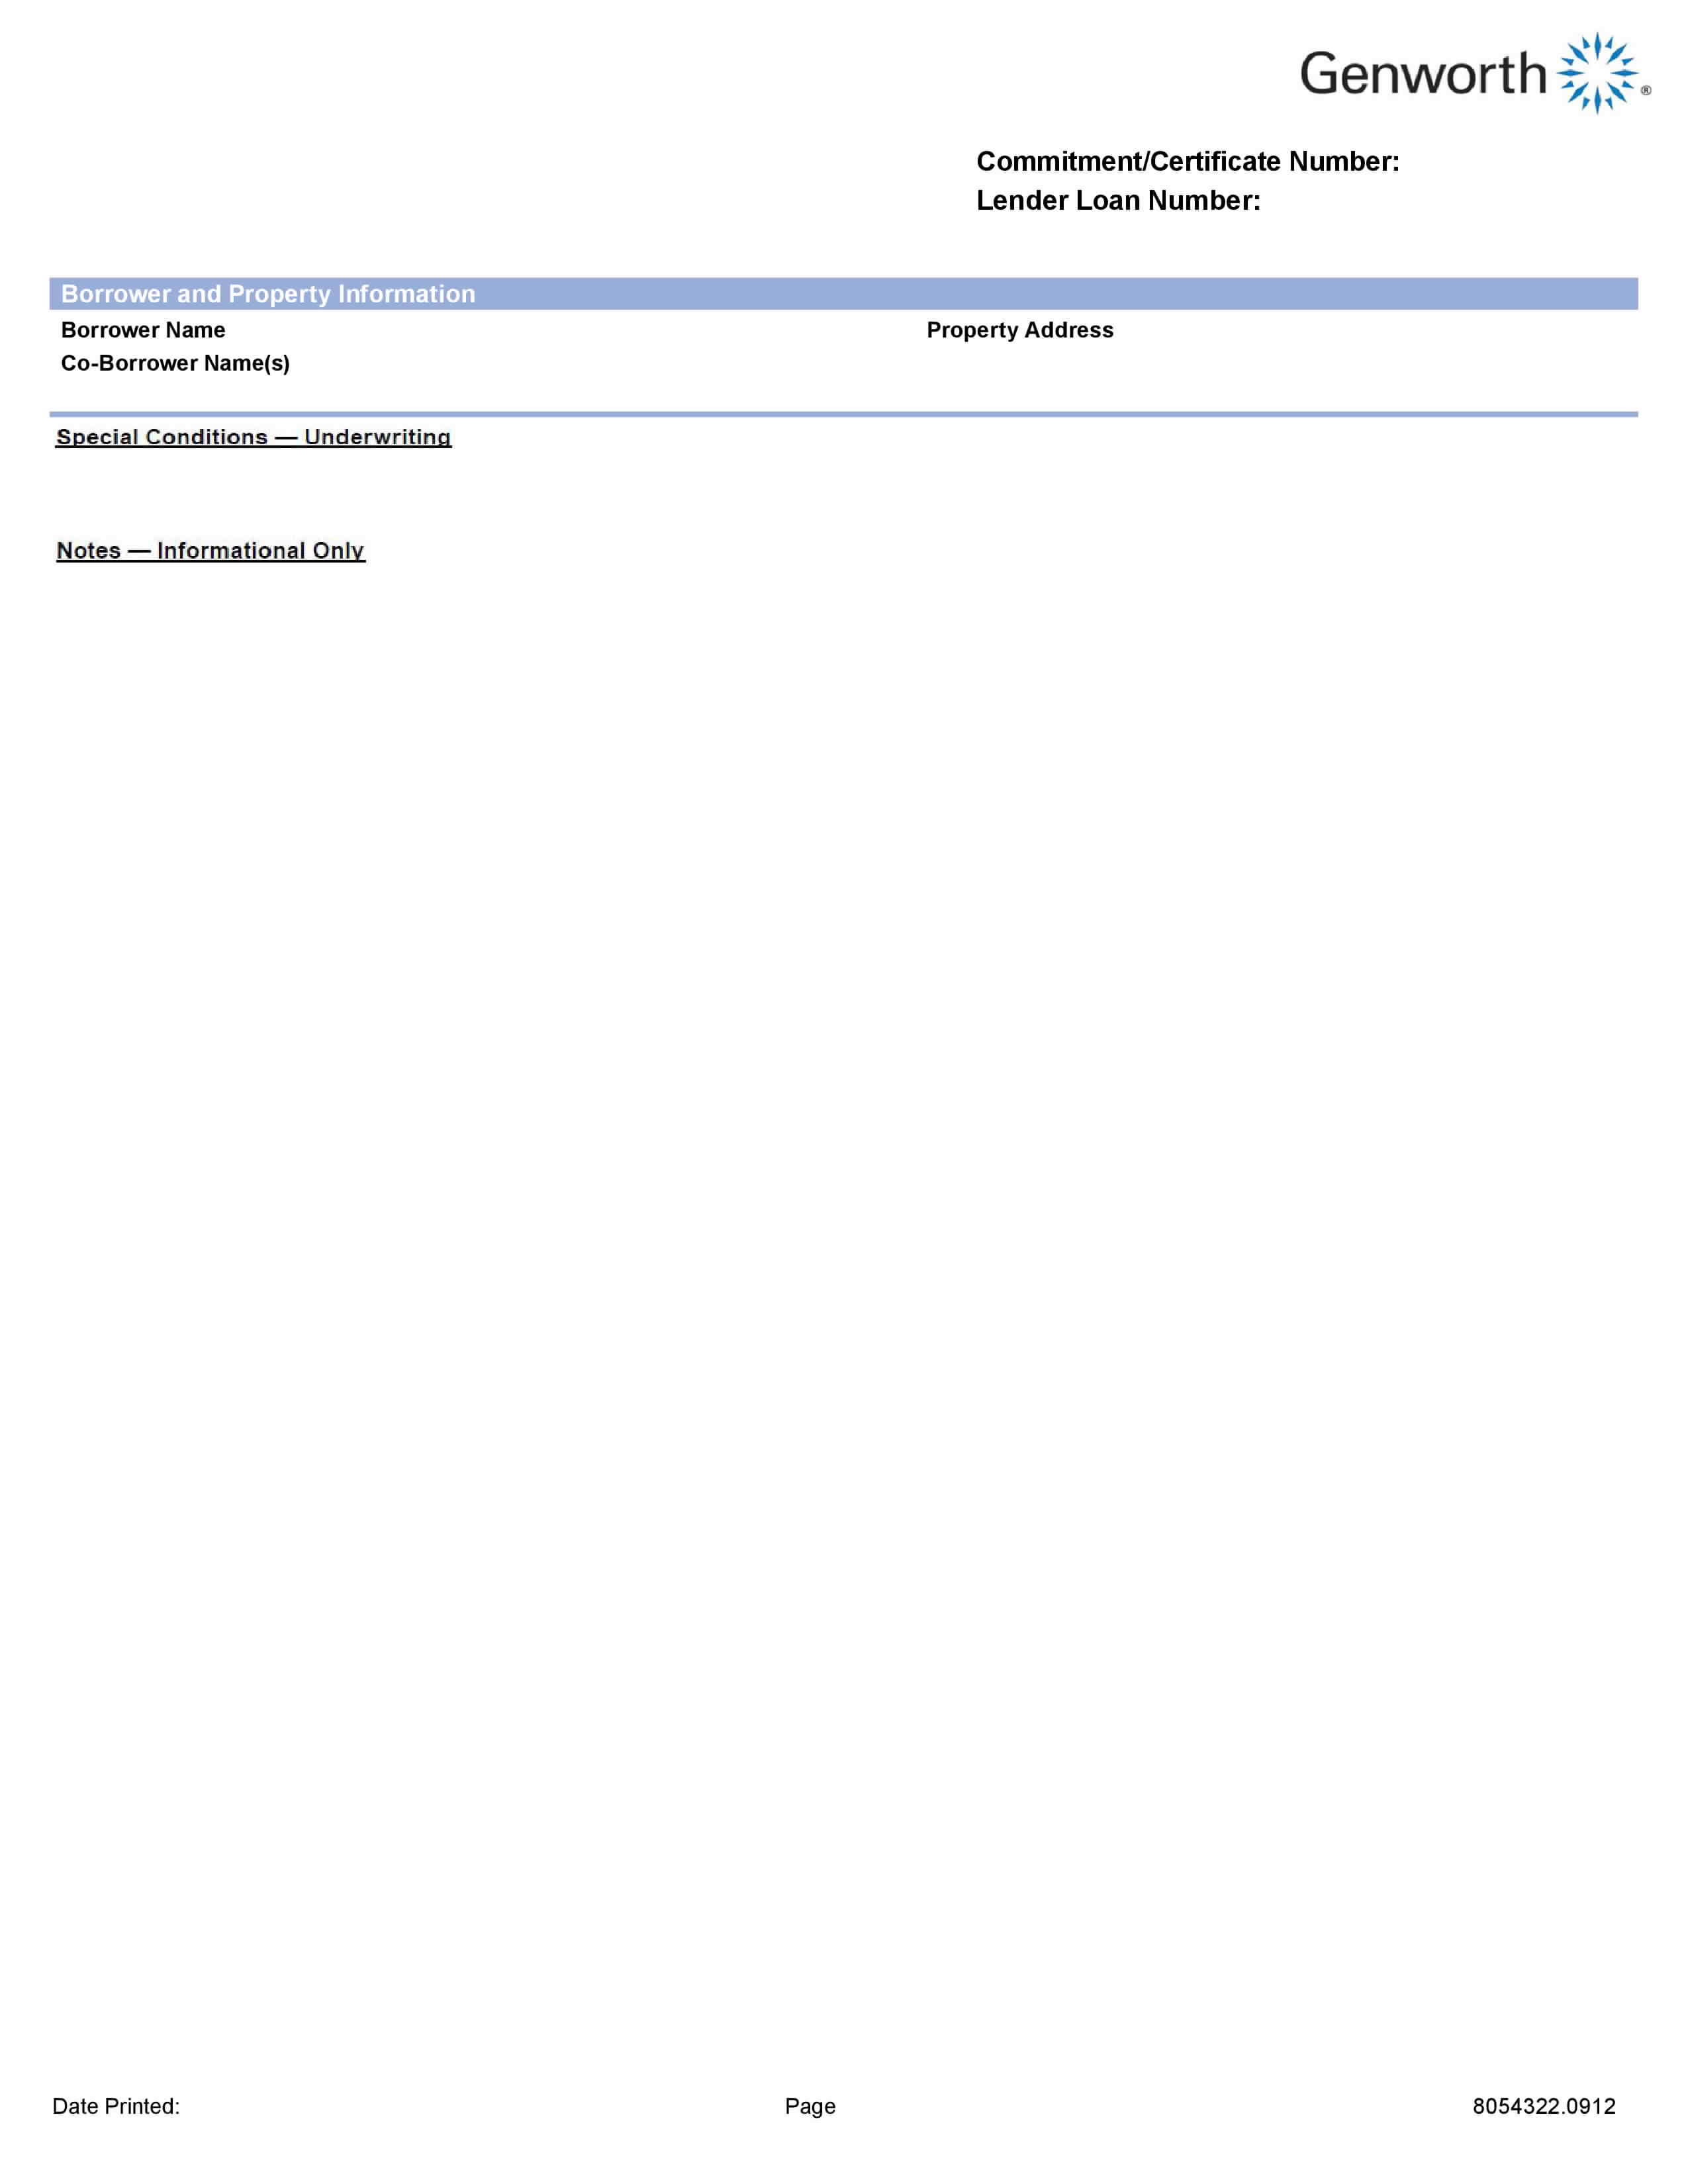 Genworth ®
Commitment/Certificate Number:
Lender Loan Number:
Borrower and Property Information
Borrower Name Property Address
Co-Borrower Name(s)
Special Conditions — Underwriting
Notes — Informational Only
Date Printed: Page 8054322.0912